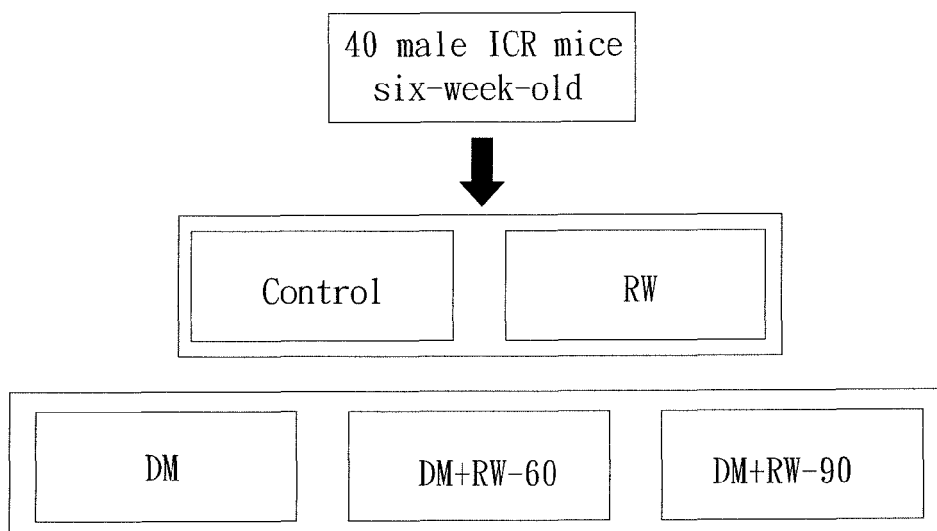 40 male ICR mice
six-week-old
Control
RW
DM
DM+RW-60
DM+RW-90